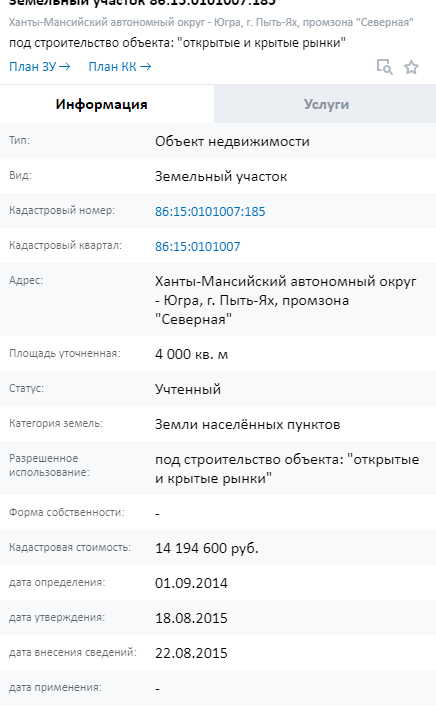 Земельный участок 86:15:0101007:185
Ханты-Мансийский автономный округ - Югра, г. Пыть-Ях, промзона "Северная"
под строительство объекта: "открытые и крытые рынки"
План ЗУ → План КК →
Информация Услуги
Тип: Объект недвижимости
Вид: Земельный участок
Кадастровый номер: 86:15:0101007:185
Кадастровый квартал: 86:15:0101007
Адрес: Ханты-Мансийский автономный округ
- Югра, г. Пыть-Ях, промзона
"Северная"
Площадь уточненная: 4 000 кв. м
Статус: Учтенный
Категория земель: Земли населённых пунктов
Разрешенное использование: под строительство объекта: "открытые
и крытые рынки"
Форма собственности: -
Кадастровая стоимость: 14 194 600 руб.
дата определения: 01.09.2014
дата утверждения: 18.08.2015
дата внесения сведений: 22.08.2015
дата применения: -